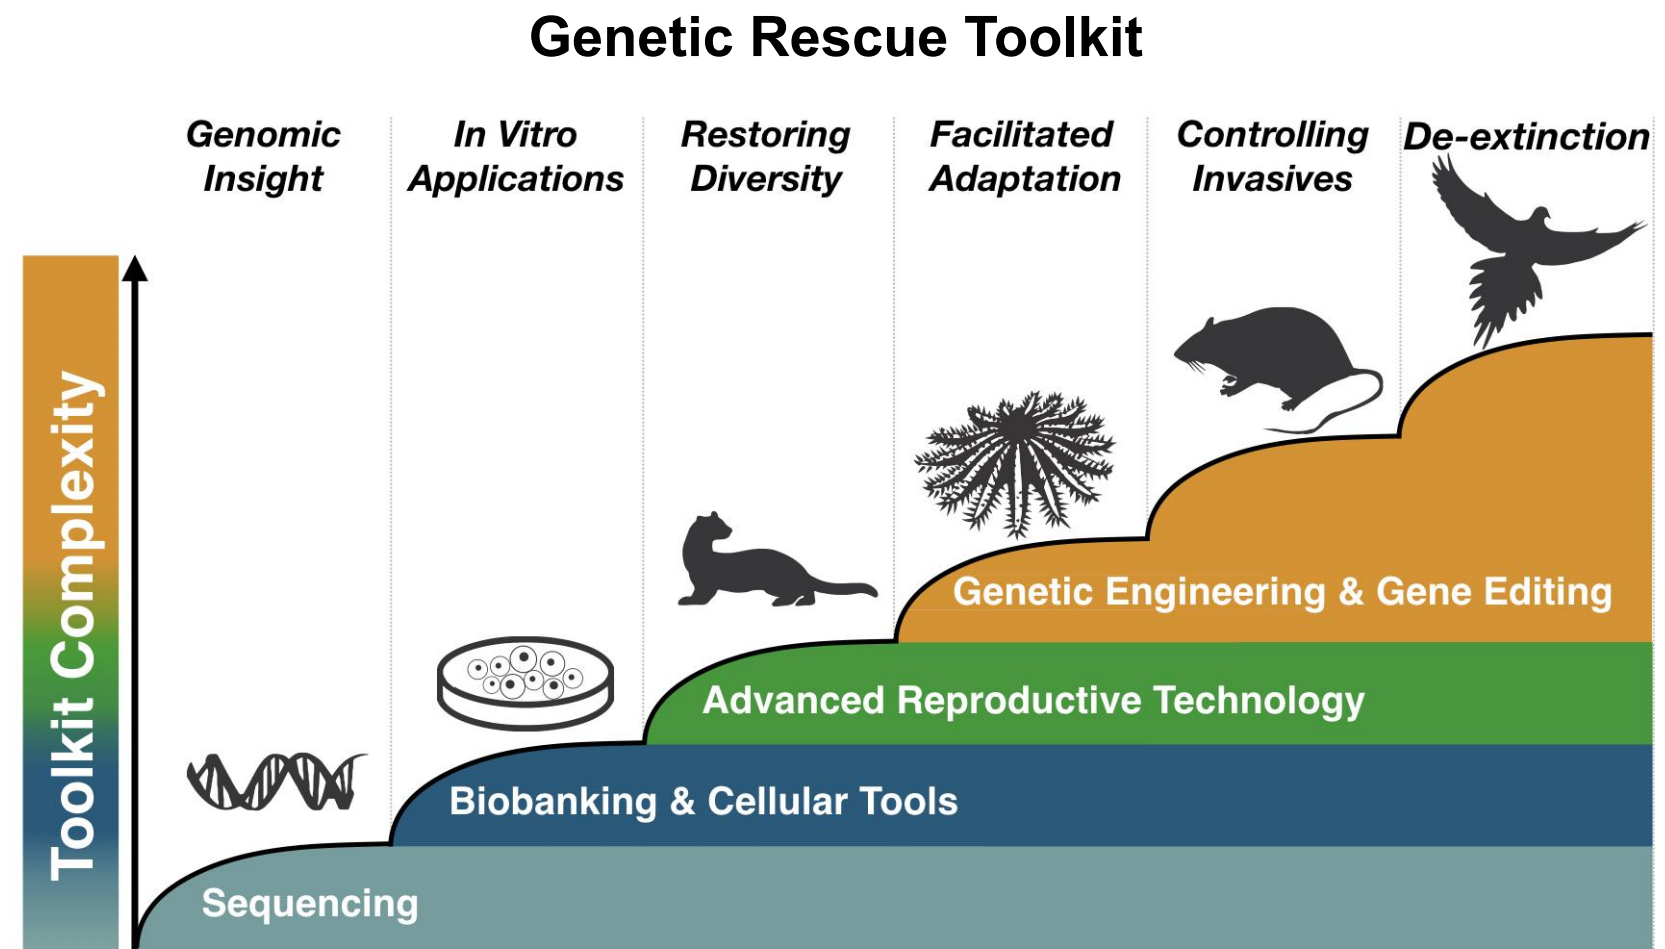 Genetic Rescue Toolkit
Genomic
Insight
In Vitro
Applications
Restoring
Diversity
Facilitated
Adaptation
Controlling
Invasives
De-extinction
Toolkit Complexity
Genetic Engineering & Gene Editing
Advanced Reproductive Technology
Biobanking & Cellular Tools
Sequencing